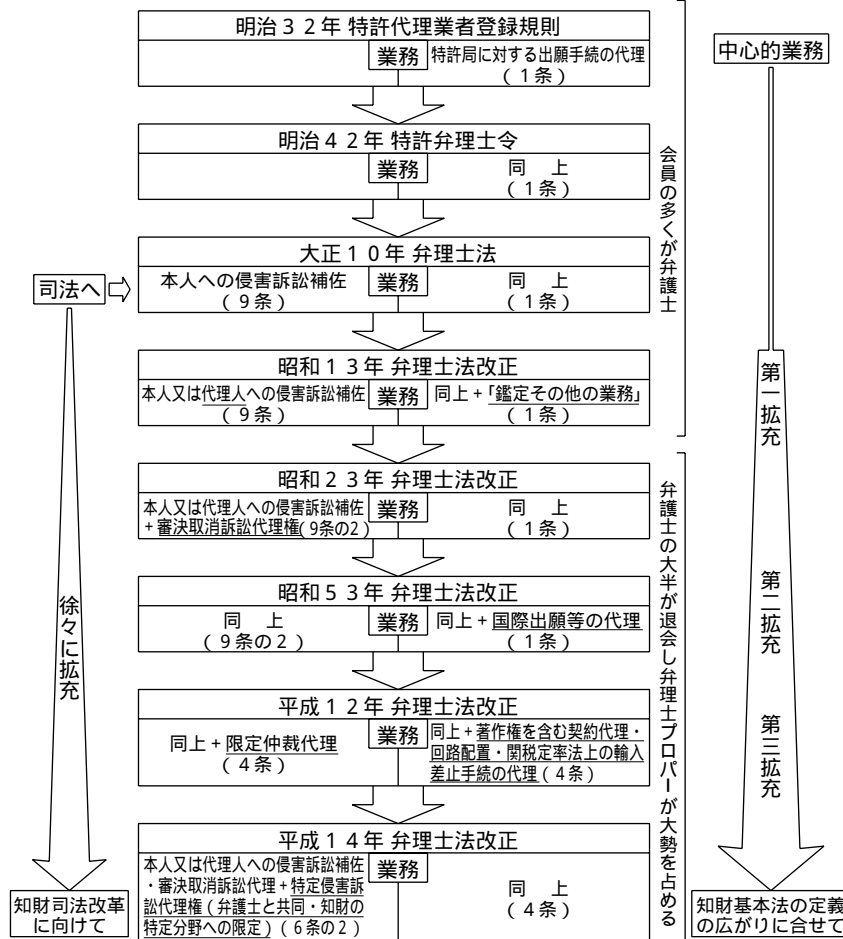 明治３２年 特許代理業者登録規則
業務
特許局に対する出願手続の代理
（１条）
明治４２年 特許弁理士令
業務
同 上
（１条）
大正１０年 弁理士法
本人への侵害訴訟補佐
（９条）
業務
同 上
（１条）
昭和１３年 弁理士法改正
本人又は代理人への侵害訴訟補佐
（９条）
業務
同上＋「鑑定その他の業務」
（１条）
昭和２３年 弁理士法改正
本人又は代理人への侵害訴訟補佐
＋審決取消訴訟代理権（９条の２）
業務
同 上
（１条）
昭和５３年 弁理士法改正
同 上
（９条の２）
業務
同上＋国際出願等の代理
（１条）
平成１２年 弁理士法改正
同上＋限定仲裁代理
（４条）
業務
同上＋著作権を含む契約代理・
回路配置・関税定率法上の輸入
差止手続の代理（４条）
平成１４年 弁理士法改正
本人又は代理人への侵害訴訟補佐
・審決取消訴訟代理＋特定侵害訴
訟代理権（弁護士と共同・知財の
特定分野への限定）（６条の２）
業務
同 上
（４条）
司法へ
徐々に拡充
知財司法改革
に向けて
会員の多くが弁護士
弁護士の大半が退会し弁理士プロパーが大勢を占める
中心的業務
第一拡充
第二拡充
第三拡充
知財基本法の定義
の広がりに合せて